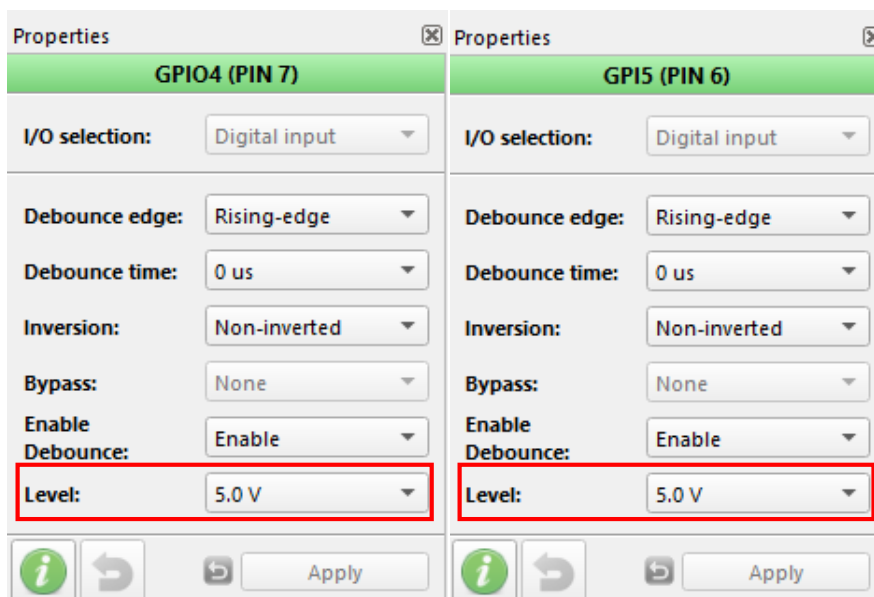 Properties
GPIO4 (PIN 7)
I/O selection: Digital input
Debounce edge: Rising-edge
Debounce time: 0 us
Inversion: Non-inverted
Bypass: None
Enable
Debounce: Enable
Level: 5.0 V
Apply
Properties
GPI5 (PIN 6)
I/O selection: Digital input
Debounce edge: Rising-edge
Debounce time: 0 us
Inversion: Non-inverted
Bypass: None
Enable
Debounce: Enable
Level: 5.0 V
Apply